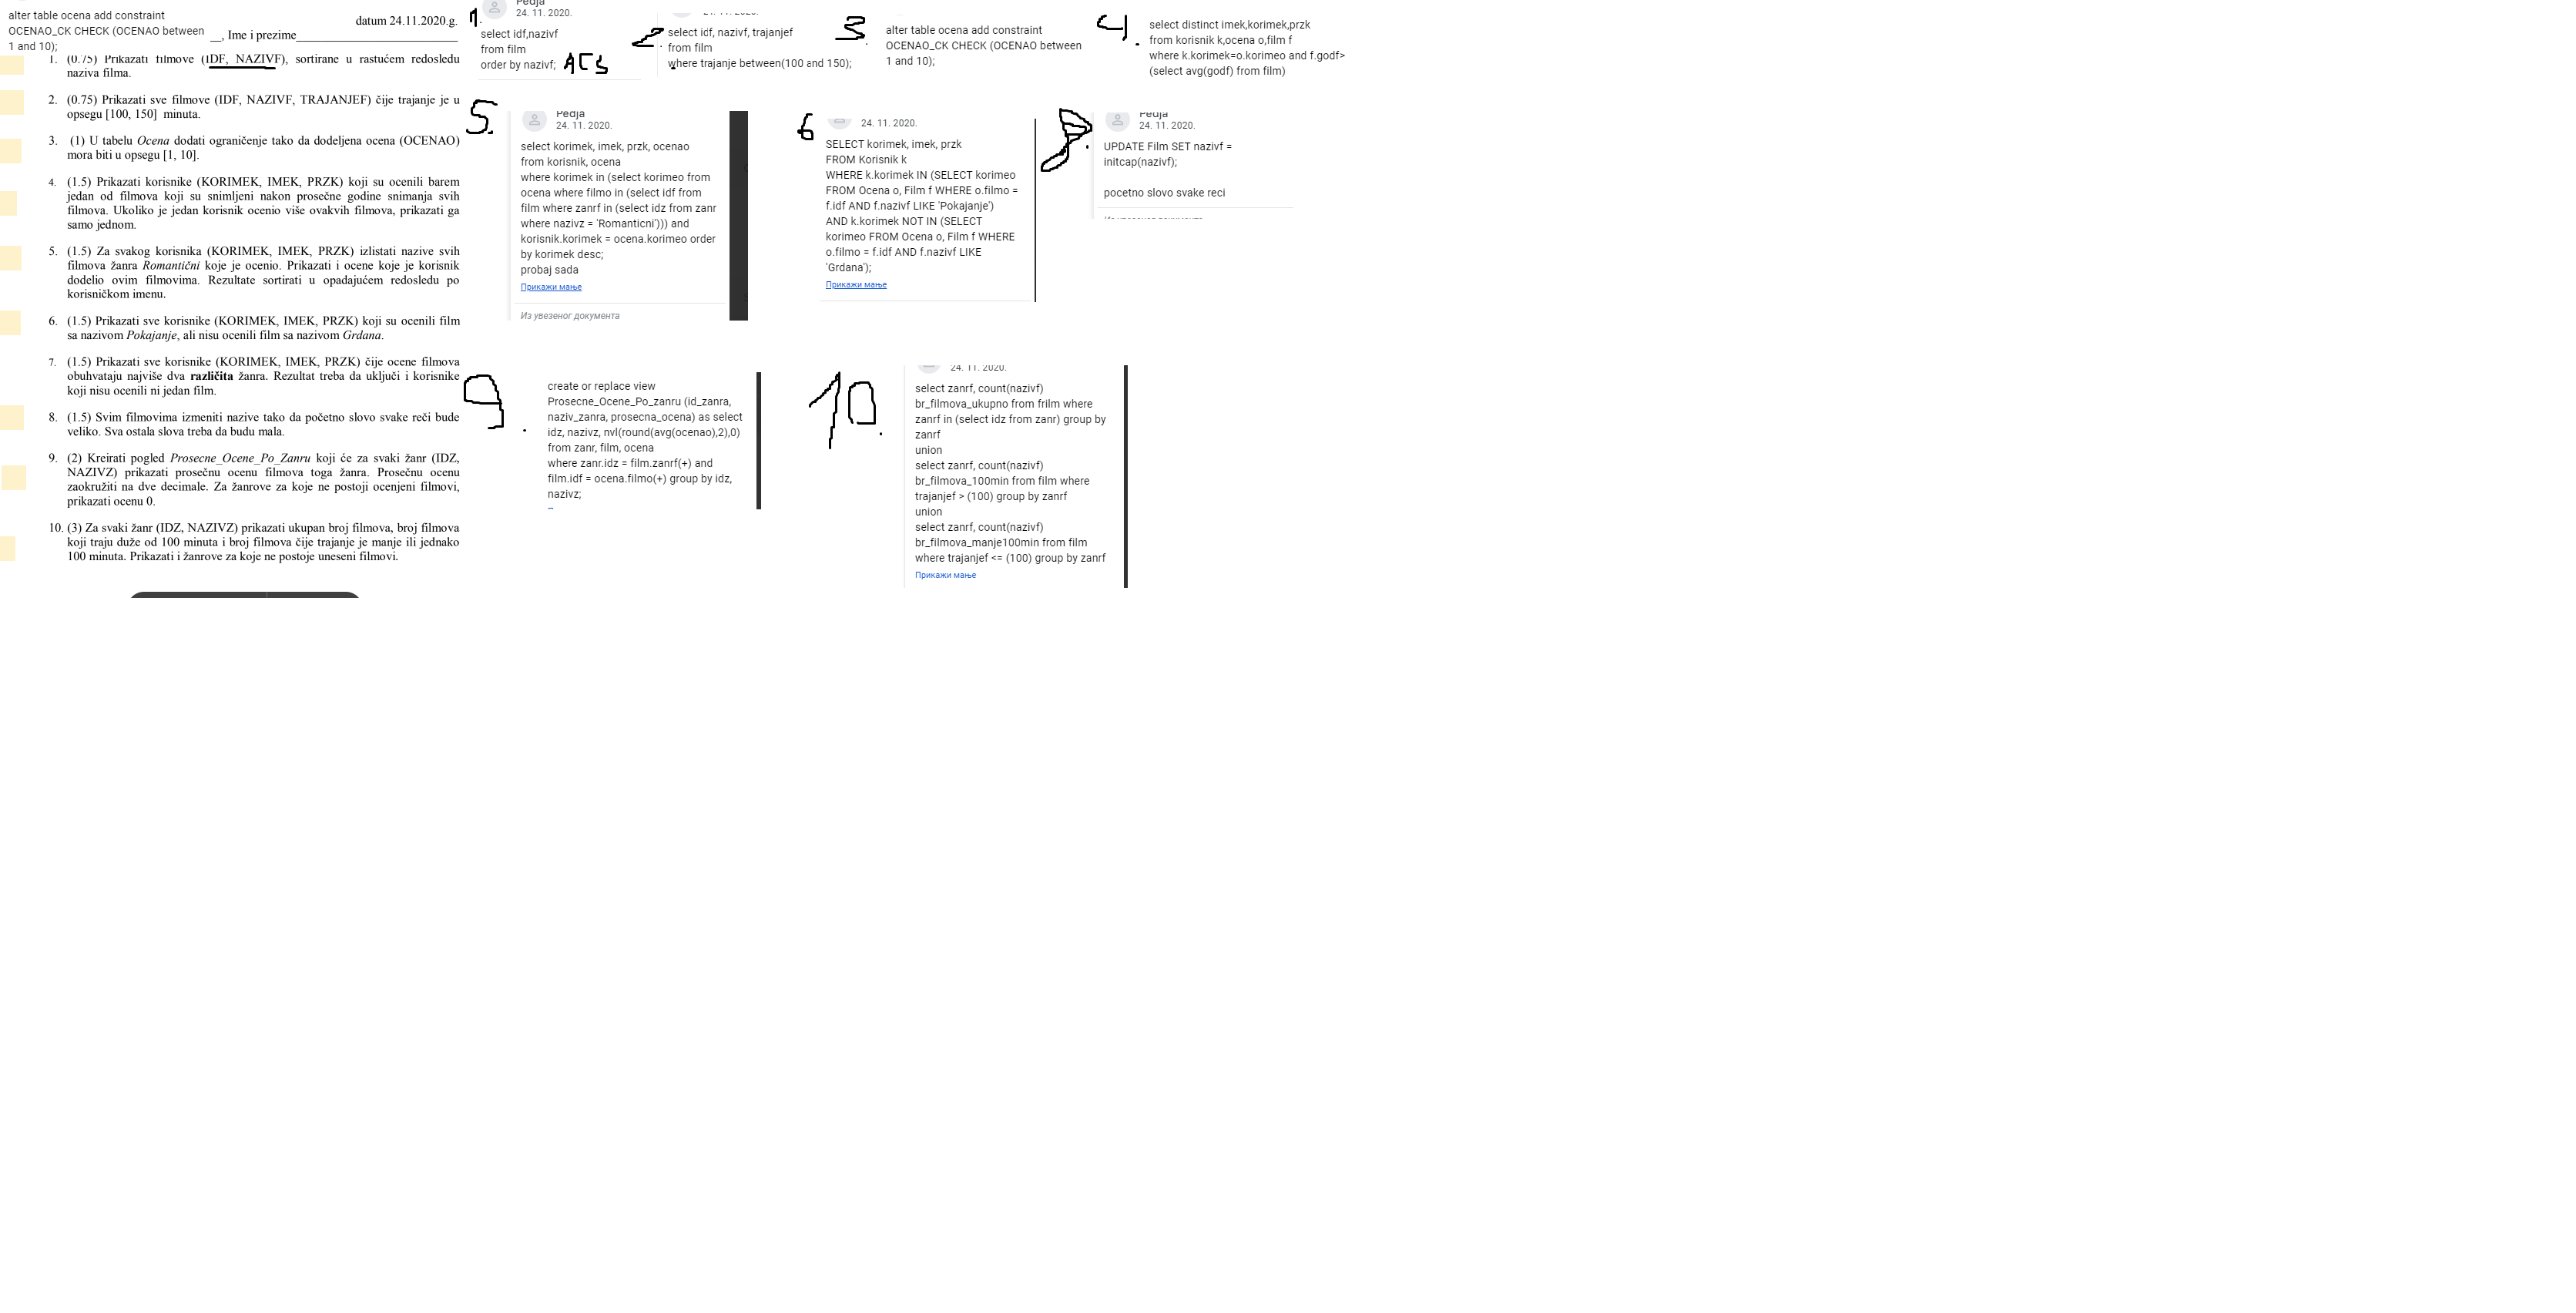 alter table ocena add constraint
OCENAO_CK CHECK (OCENAO between
1 and 10);
datum 24.11.2020.g.
__, Ime i prezime__________________________
1. (0.75) Prikazati filmove (IDF, NAZIVF), sortirane u rastućem redosledu
naziva filma.
2. (0.75) Prikazati sve filmove (IDF, NAZIVF, TRAJANJEF) čije trajanje je u
opsegu [100, 150] minuta.
3. (1) U tabelu Ocena dodati ograničenje tako da dodeljena ocena (OCENAO)
mora biti u opsegu [1, 10].
4. (1.5) Prikazati korisnike (KORIMEK, IMEK, PRZK) koji su ocenili barem
jedan od filmova koji su snimljeni nakon prosečne godine snimanja svih
filmova. Ukoliko je jedan korisnik ocenio više ovakvih filmova, prikazati ga
samo jednom.
5. (1.5) Za svakog korisnika (KORIMEK, IMEK, PRZK) izlistati nazive svih
filmova žanra Romantični koje je ocenio. Prikazati i ocene koje je korisnik
dodelio ovim filmovima. Rezultate sortirati u opadajućem redosledu po
korisničkom imenu.
6. (1.5) Prikazati sve korisnike (KORIMEK, IMEK, PRZK) koji su ocenili film
sa nazivom Pokajanje, ali nisu ocenili film sa nazivom Grdana.
7. (1.5) Prikazati sve korisnike (KORIMEK, IMEK, PRZK) čije ocene filmova
obuhvataju najviše dva različita žanra. Rezultat treba da uključi i korisnike
koji nisu ocenili ni jedan film.
8. (1.5) Svim filmovima izmeniti nazive tako da početno slovo svake reči bude
veliko. Sva ostala slova treba da budu mala.
9. (2) Kreirati pogled Prosecne_Ocene_Po_Zanru koji će za svaki žanr (IDZ,
NAZIVZ) prikazati prosečnu ocenu filmova toga žanra. Prosečnu ocenu
zaokružiti na dve decimale. Za žanrove za koje ne postoji ocenjeni filmovi,
prikazati ocenu 0.
10. (3) Za svaki žanr (IDZ, NAZIVZ) prikazati ukupan broj filmova, broj filmova
koji traju duže od 100 minuta i broj filmova čije trajanje je manje ili jednako
100 minuta. Prikazati i žanrove za koje ne postoje uneseni filmovi.
1.
Pedja
24. 11. 2020.
select idf,nazivf
from film
order by nazivf; ACS
2.
select idf, nazivf, trajanjef
from film
where trajanje between(100 and 150);
3.
alter table ocena add constraint
OCENAO_CK CHECK (OCENAO between
1 and 10);
4.
select distinct imek,korimek,przk
from korisnik k,ocena o,film f
where k.korimek=o.korimeo and f.godf>
(select avg(godf) from film)
5.
Pedja
24. 11. 2020.
select korimek, imek, przk, ocenao
from korisnik, ocena
where korimek in (select korimeo from
ocena where filmo in (select idf from
film where zanrf in (select idz from zanr
where nazivz = 'Romanticni'))) and
korisnik.korimek = ocena.korimeo order
by korimek desc;
probaj sada
Прикажи мање
Из увезеног документа
6
24. 11. 2020.
SELECT korimek, imek, przk
FROM Korisnik k
WHERE k.korimek IN (SELECT korimeo
FROM Ocena o, Film f WHERE o.filmo =
f.idf AND f.nazivf LIKE 'Pokajanje')
AND k.korimek NOT IN (SELECT
korimeo FROM Ocena o, Film f WHERE
o.filmo = f.idf AND f.nazivf LIKE
'Grdana');
Прикажи мање
8.
Pedja
24. 11. 2020.
UPDATE Film SET nazivf =
initcap(nazivf);
pocetno slovo svake reci
9.
create or replace view
Prosecne_Ocene_Po_zanru (id_zanra,
naziv_zanra, prosecna_ocena) as select
idz, nazivz, nvl(round(avg(ocenao),2),0)
from zanr, film, ocena
where zanr.idz = film.zanrf(+) and
film.idf = ocena.filmo(+) group by idz,
nazivz;
10.
24. 11. 2020.
select zanrf, count(nazivf)
br_filmova_ukupno from frilm where
zanrf in (select idz from zanr) group by
zanrf
union
select zanrf, count(nazivf)
br_filmova_100min from film where
trajanjef > (100) group by zanrf
union
select zanrf, count(nazivf)
br_filmova_manje100min from film
where trajanjef <= (100) group by zanrf
Прикажи мање